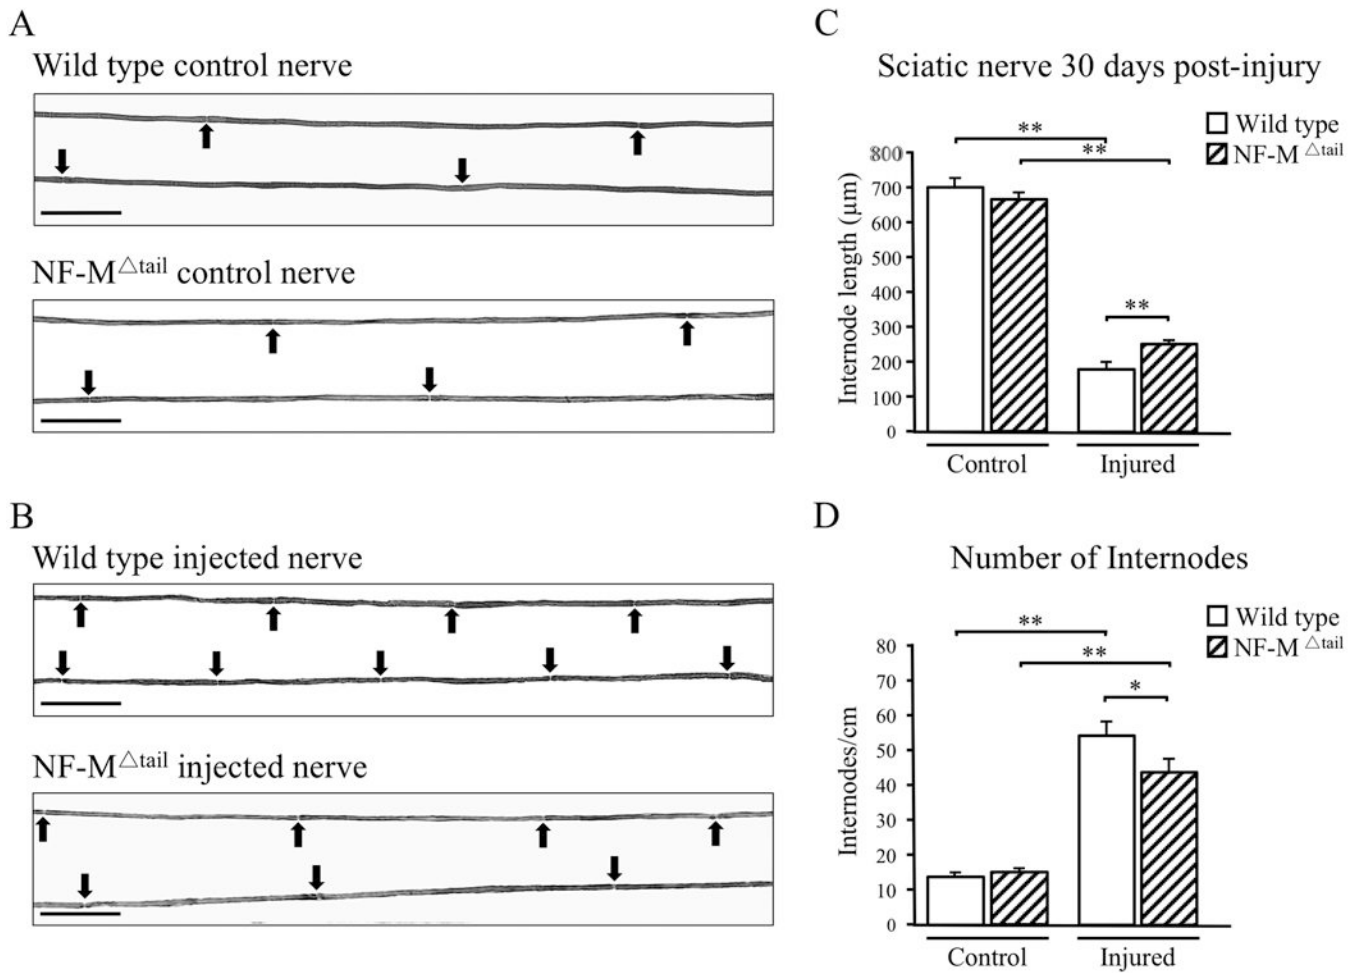 A
Wild type control nerve
NF-M△tail control nerve
B
Wild type injected nerve
NF-M△tail injected nerve
C
Sciatic nerve 30 days post-injury
Wild type
NF-M △tail
**
**
**
Internode length (µm)
800
700
600
500
400
300
200
100
0
Control Injured
D
Number of Internodes
Wild type
NF-M △tail
**
**
*
Internodes/cm
80
70
60
50
40
30
20
10
0
Control Injured